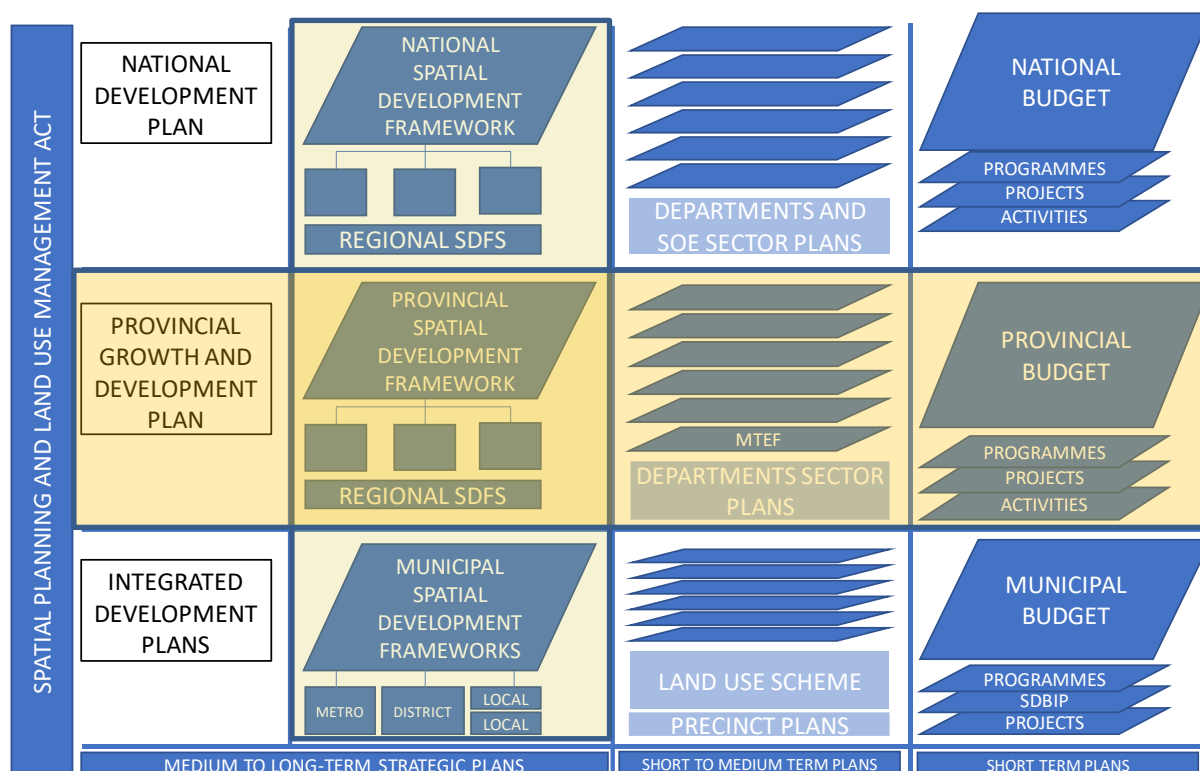 SPATIAL PLANNING AND LAND USE MANAGEMENT ACT
NATIONAL
DEVELOPMENT
PLAN
NATIONAL
SPATIAL
DEVELOPMENT
FRAMEWORK
REGIONAL SDFS
DEPARTMENTS AND
SOE SECTOR PLANS
NATIONAL
BUDGET
PROGRAMMES
PROJECTS
ACTIVITIES
PROVINCIAL
GROWTH AND
DEVELOPMENT
PLAN
PROVINCIAL
SPATIAL
DEVELOPMENT
FRAMEWORK
REGIONAL SDFS
MTEF
DEPARTMENTS SECTOR
PLANS
PROVINCIAL
BUDGET
PROGRAMMES
PROJECTS
ACTIVITIES
INTEGRATED
DEVELOPMENT
PLANS
MUNICIPAL
SPATIAL
DEVELOPMENT
FRAMEWORKS
METRO
DISTRICT
LOCAL
LOCAL
LAND USE SCHEME
PRECINCT PLANS
MUNICIPAL
BUDGET
PROGRAMMES
SDBIP
PROJECTS
MEDIUM TO LONG-TERM STRATEGIC PLANS
SHORT TO MEDIUM TERM PLANS
SHORT TERM PLANS